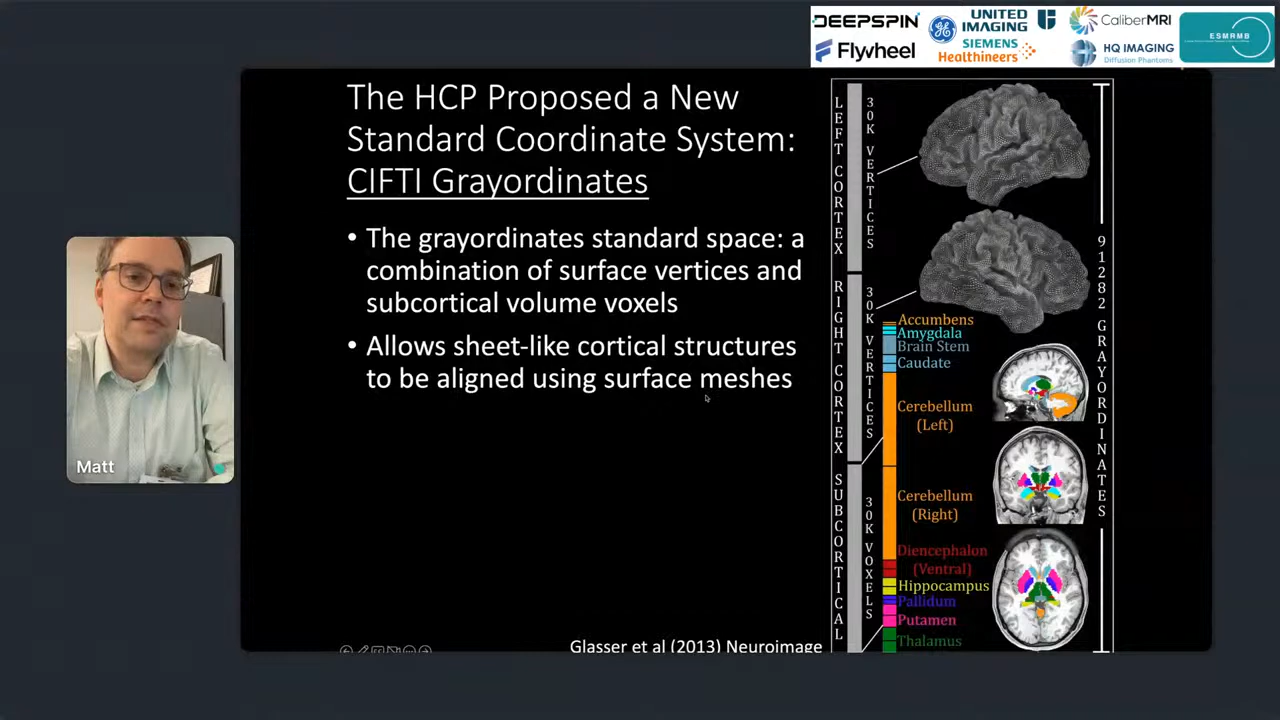 DEEPSPIN
Flywheel
GE
UNITED
IMAGING
SIEMENS
Healthineers
CaliberMRI
HQ IMAGING
Diffusion Phantoms
ESMRMB
The HCP Proposed a New
Standard Coordinate System:
CIFTI Grayordinates
• The grayordinates standard space: a
combination of surface vertices and
subcortical volume voxels
• Allows sheet-like cortical structures
to be aligned using surface meshes
Glasser et al (2013) Neuroimage
Matt
LEFT CORTEX
30K VERTICES
RIGHT CORTEX
30K VERTICES
SUBCORTICAL
30K VOXELS
Accumbens
Amygdala
Brain Stem
Caudate
Cerebellum
(Left)
Cerebellum
(Right)
Diencephalon
(Ventral)
Hippocampus
Pallidum
Putamen
Thalamus
91282 GRAYORDINATES